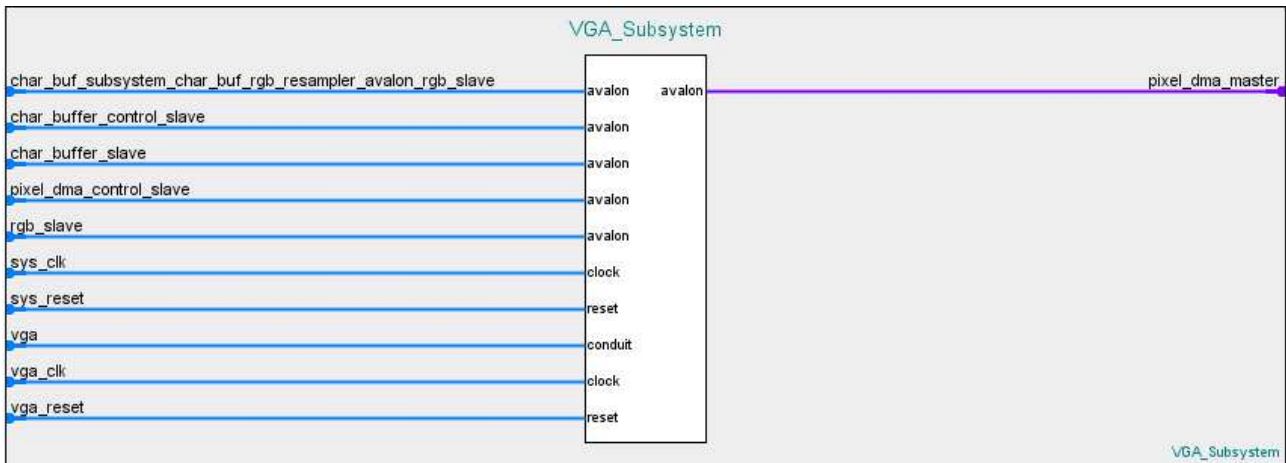 VGA_Subsystem
char_buf_subsystem_char_buf_rgb_resampler_avalon_rgb_slave
avalon avalon
pixel_dma_master
char_buffer_control_slave
avalon
char_buffer_slave
avalon
pixel_dma_control_slave
avalon
rgb_slave
avalon
sys_clk
clock
sys_reset
reset
vga
conduit
vga_clk
clock
vga_reset
reset
VGA_Subsystem